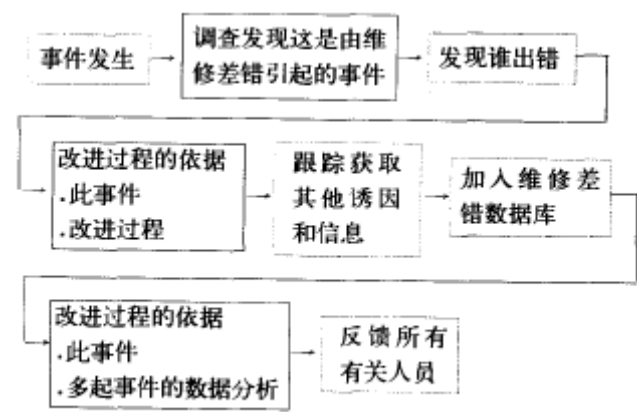 事件发生
调查发现这是由维
修差错引起的事件
发现谁出错
改进过程的依据
.此事件
.改进过程
跟踪获取
其他诱因
和信息
加入维修差
错数据库
改进过程的依据
.此事件
.多起事件的数据分析
反馈所有
有关人员